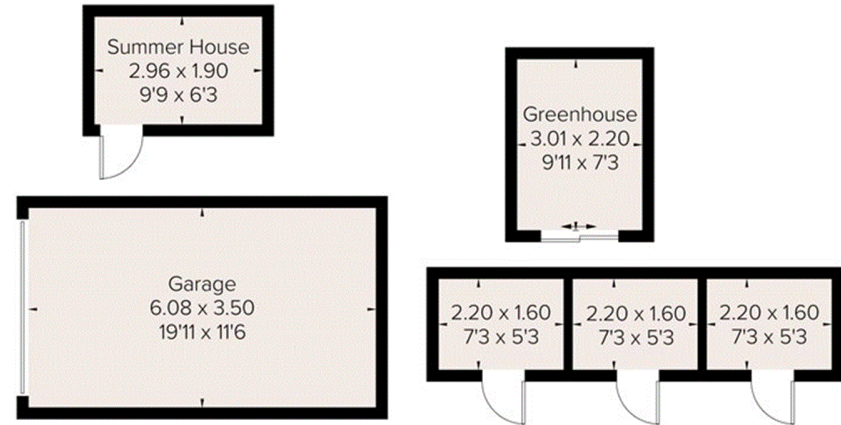 Summer House
2.96 x 1.90
9'9 x 6'3
Greenhouse
3.01 x 2.20
9'11 x 7'3
Garage
6.08 x 3.50
19'11 x 11'6
2.20 x 1.60
7'3 x 5'3
2.20 x 1.60
7'3 x 5'3
2.20 x 1.60
7'3 x 5'3